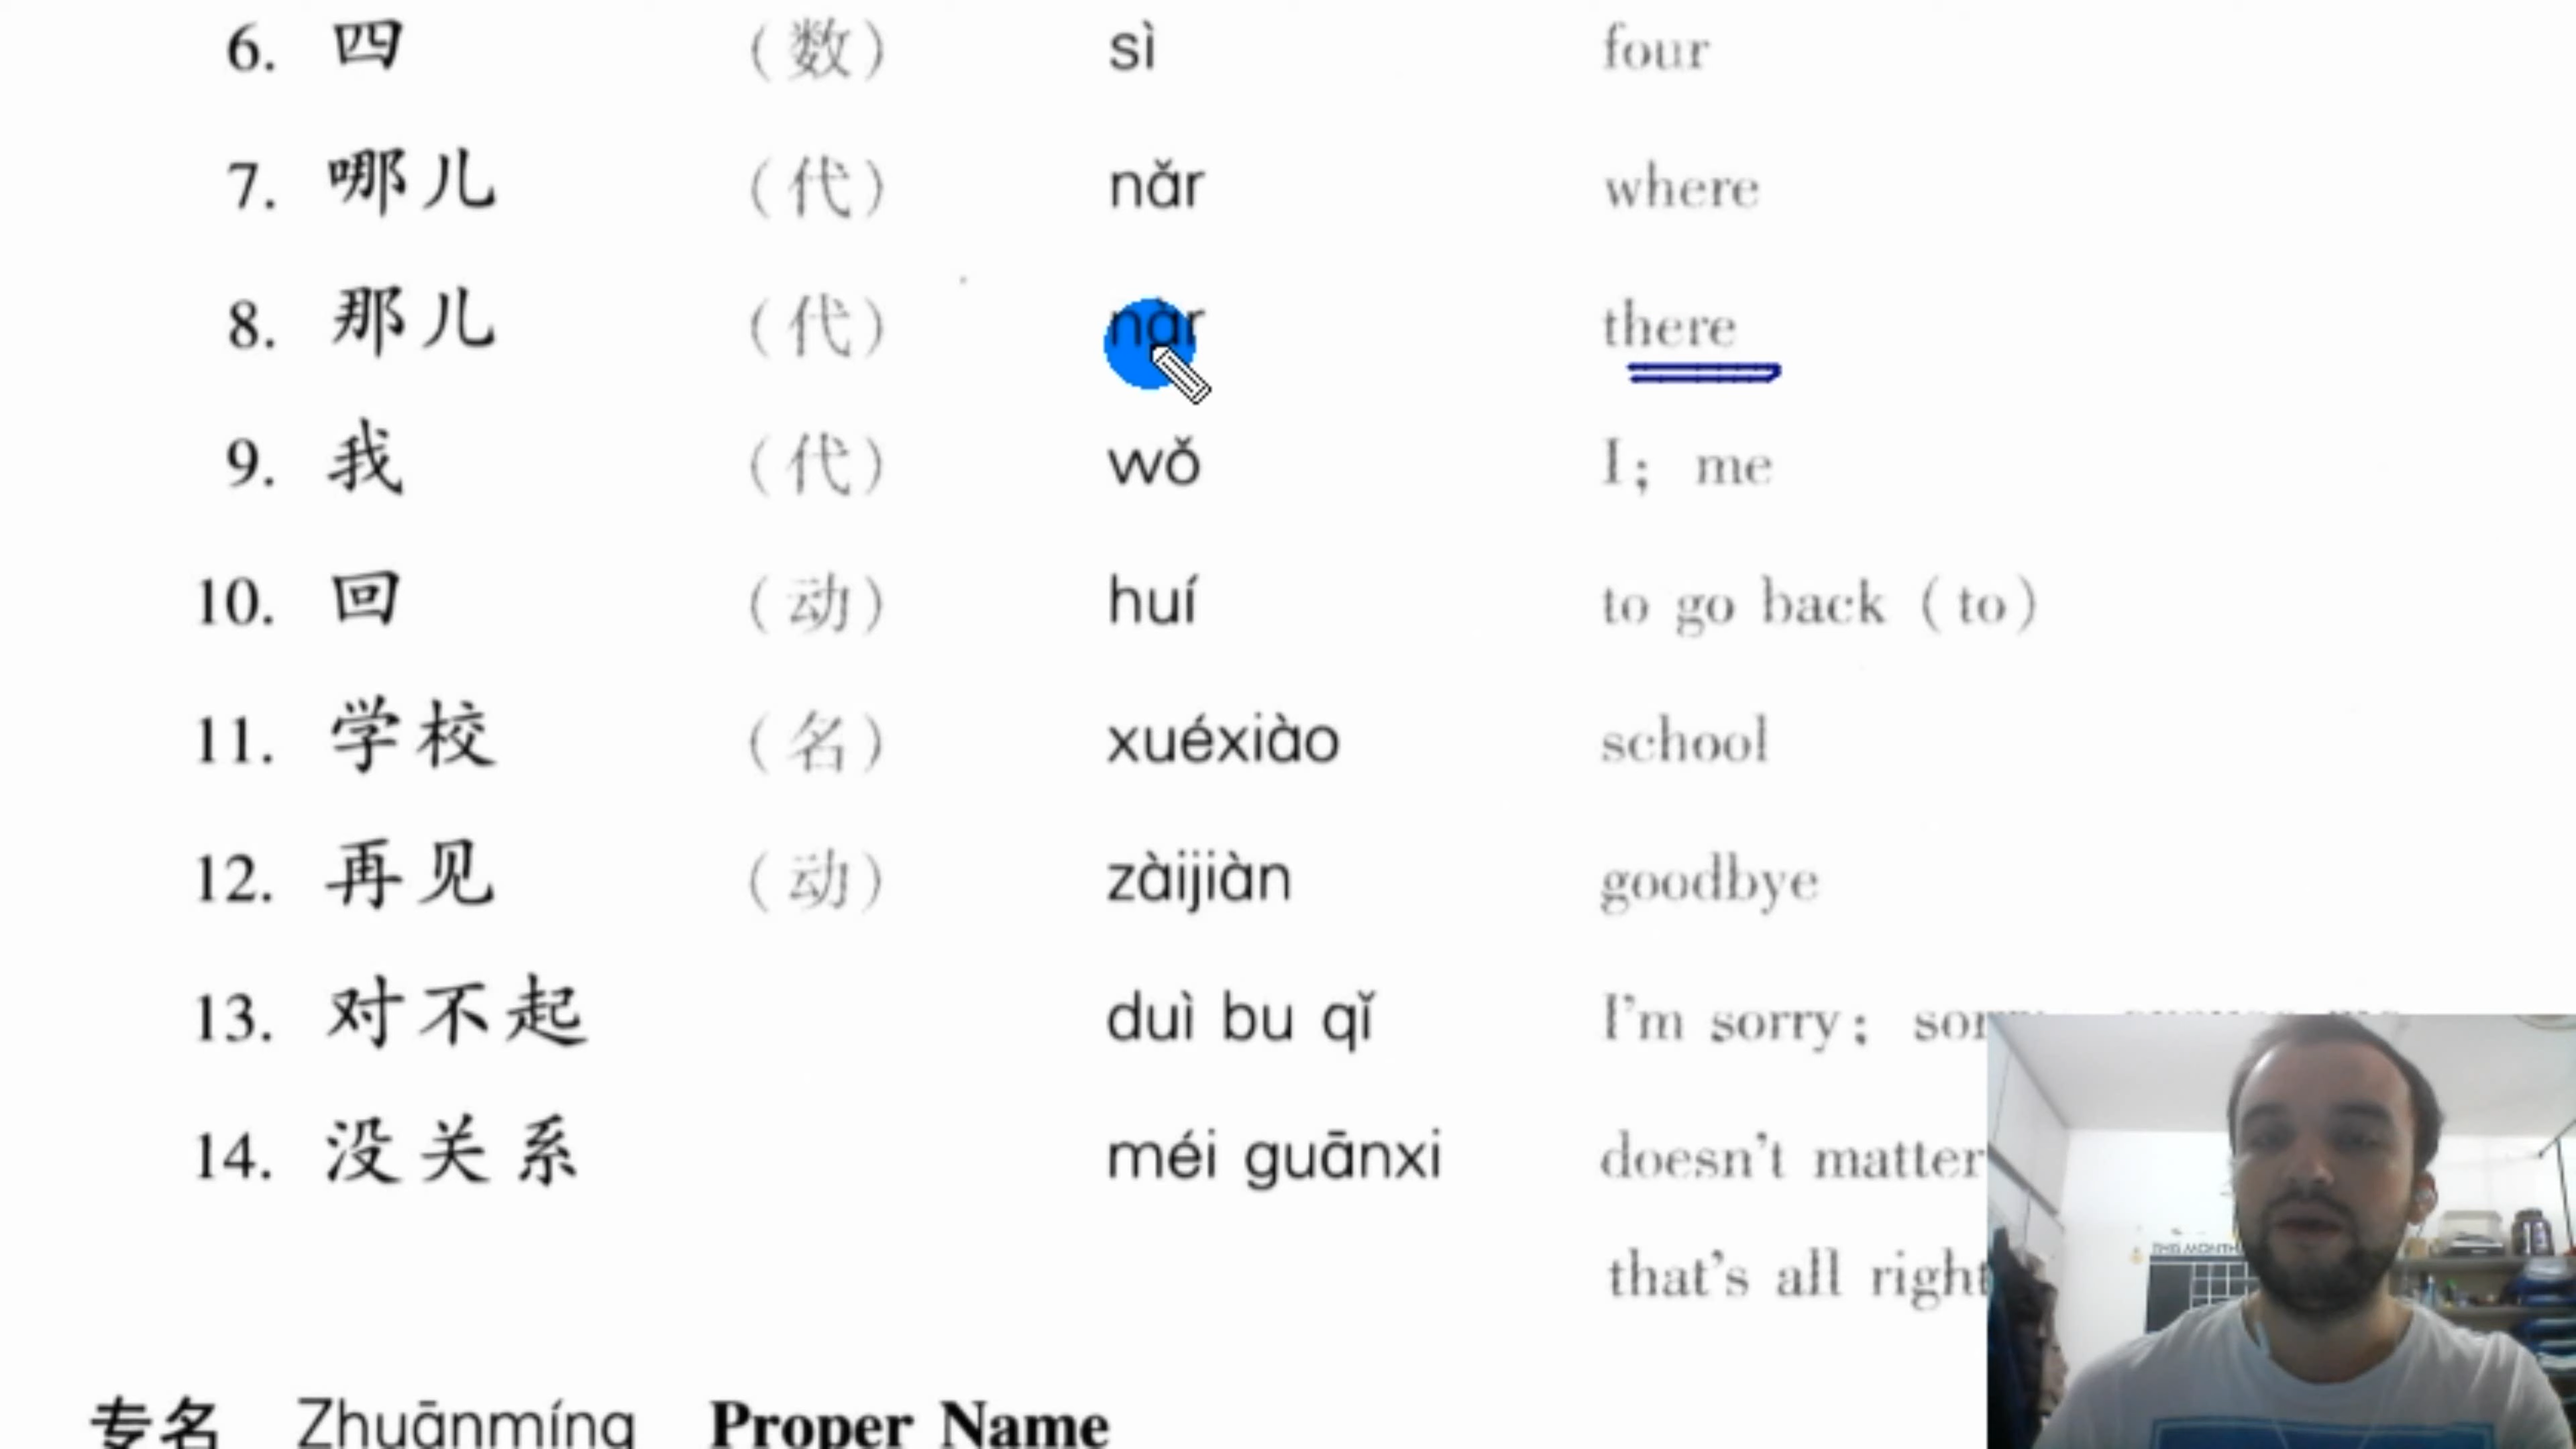 6. 四 （数） sì four
7. 哪儿 （代） nǎr where
8. 那儿 （代） nàr there
9. 我 （代） wǒ I; me
10. 回 （动） huí to go back (to)
11. 学校 （名） xuéxiào school
12. 再见 （动） zàijiàn goodbye
13. 对不起 duì bu qǐ I'm sorry;
14. 没关系 méi guānxi doesn't matter
that's all right
专名 Zhuānmíng Proper Name
THIS MONTH